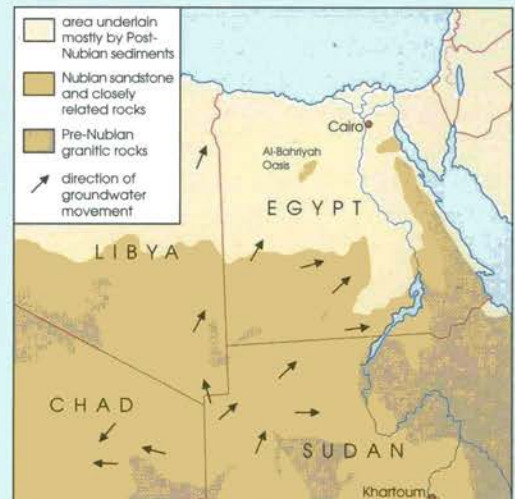 area underlain
mostly by Post-
Nubian sediments
Nubian sandstone
and closely
related rocks
Pre-Nubian
granitic rocks
direction of
groundwater
movement
Cairo
Al-Bahriyah
Oasis
EGYPT
LIBYA
CHAD
SUDAN
Khartoum